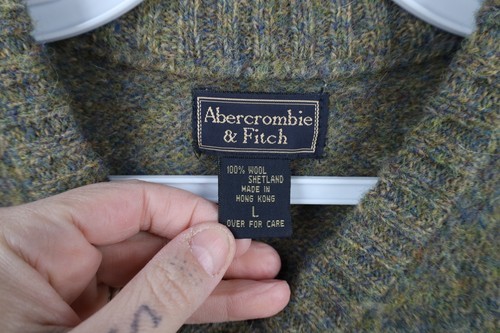 Abercrombie
& Fitch
100% WOOL
SHETLAND
MADE IN
HONG KONG
L
OVER FOR CARE